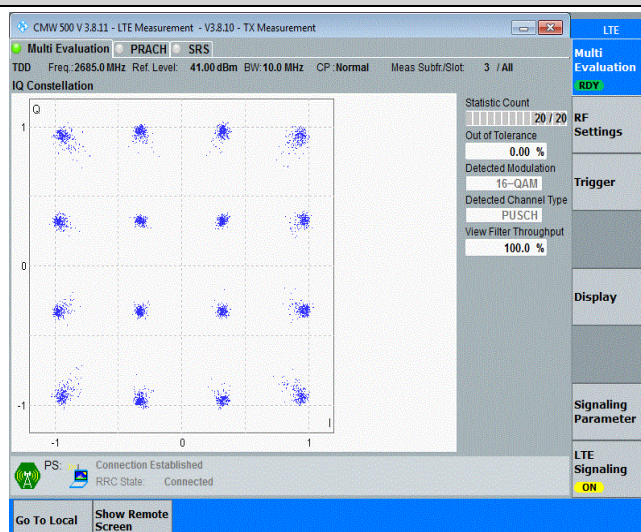 CMW 500 V 3.8.11 - LTE Measurement - V3.8.10 - TX Measurement
LTE
Multi Evaluation PRACH SRS
TDD Freq.:2685.0 MHz Ref. Level: 41.00 dBm BW:10.0 MHz CP :Normal Meas Subfr./Slot: 3 / All
IQ Constellation
Q
1
0
-1
-1 0 1
I
Statistic Count
20 / 20
Out of Tolerance
0.00 %
Detected Modulation
16-QAM
Detected Channel Type
PUSCH
View Filter Throughput
100.0 %
Multi
Evaluation
RDY
RF
Settings
Trigger
Display
Signaling
Parameter
LTE
Signaling
ON
PS: Connection Established
RRC State: Connected
Go To Local
Show Remote
Screen